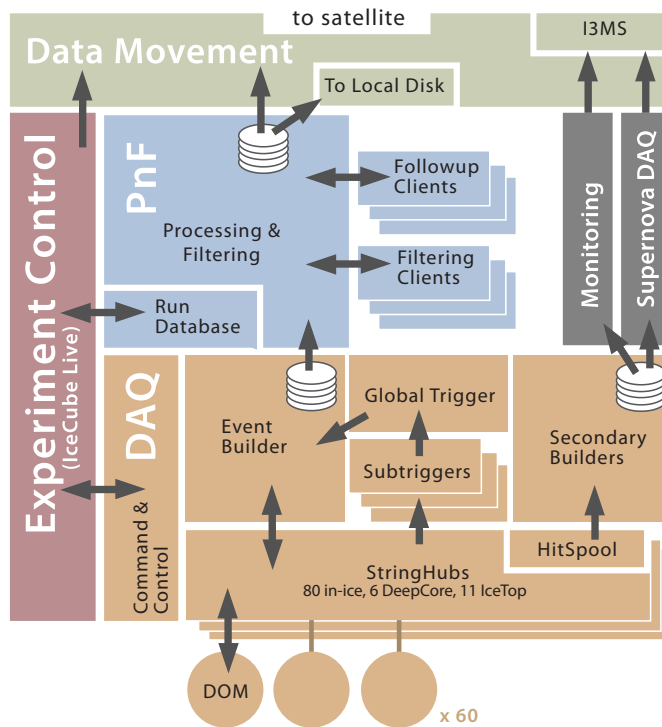 to satellite
Data Movement
I3MS
To Local Disk
Experiment Control
(IceCube Live)
PnF
Processing &
Filtering
Followup
Clients
Filtering
Clients
Monitoring
Supernova DAQ
Run
Database
DAQ
Command &
Control
Event
Builder
Global Trigger
Subtriggers
Secondary
Builders
HitSpool
StringHubs
80 in-ice, 6 DeepCore, 11 IceTop
DOM
x 60